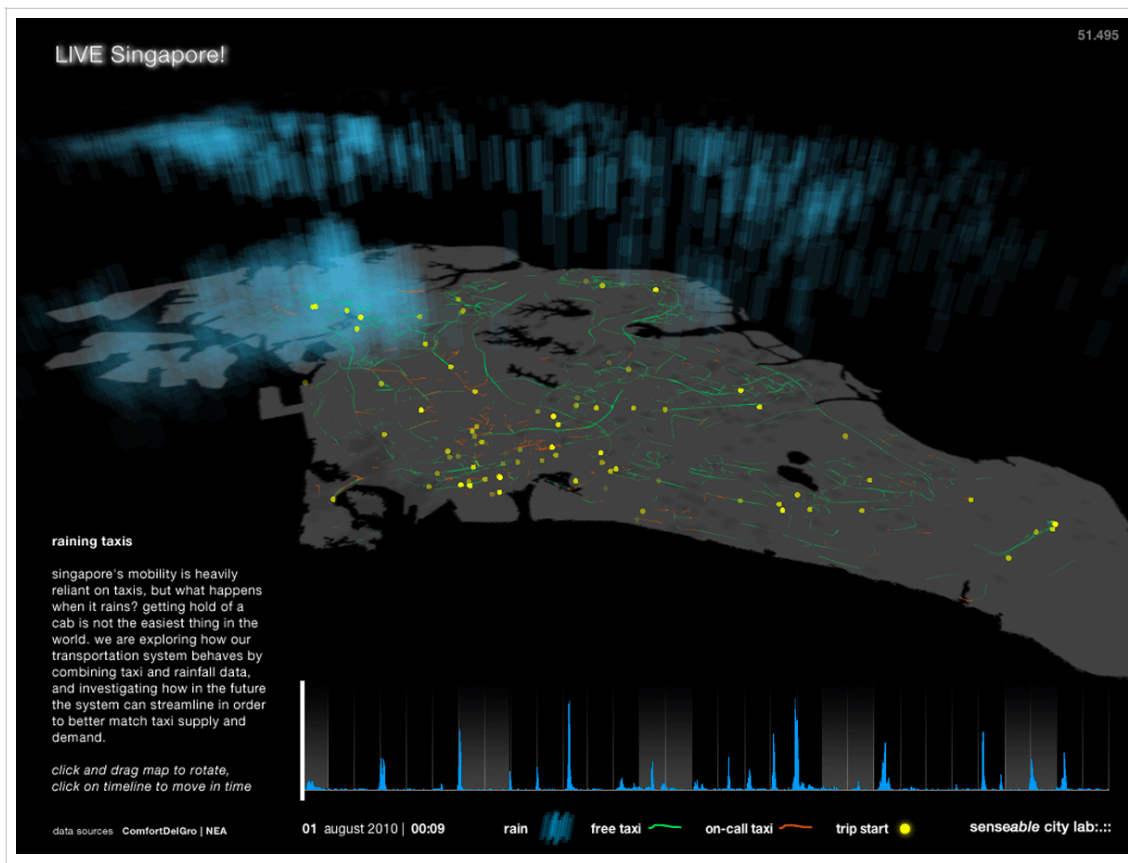 LIVE Singapore!
51.495
raining taxis
singapore's mobility is heavily
reliant on taxis, but what happens
when it rains? getting hold of a
cab is not the easiest thing in the
world. we are exploring how our
transportation system behaves by
combining taxi and rainfall data,
and investigating how in the future
the system can streamline in order
to better match taxi supply and
demand.
click and drag map to rotate,
click on timeline to move in time
data sources ComfortDelGro | NEA
01 august 2010 | 00:09
rain
free taxi
on-call taxi
trip start
senseable city lab:.::